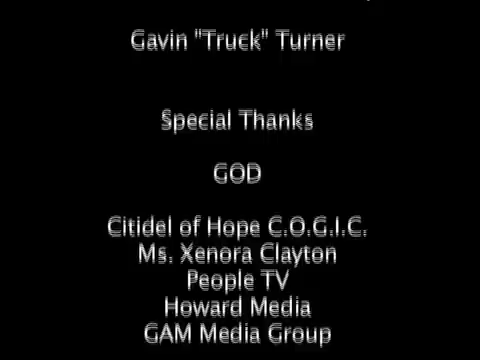 Gavin "Truck" Turner
Special Thanks
GOD
Citidel of Hope C.O.G.I.C.
Ms. Xenora Clayton
People TV
Howard Media
GAM Media Group